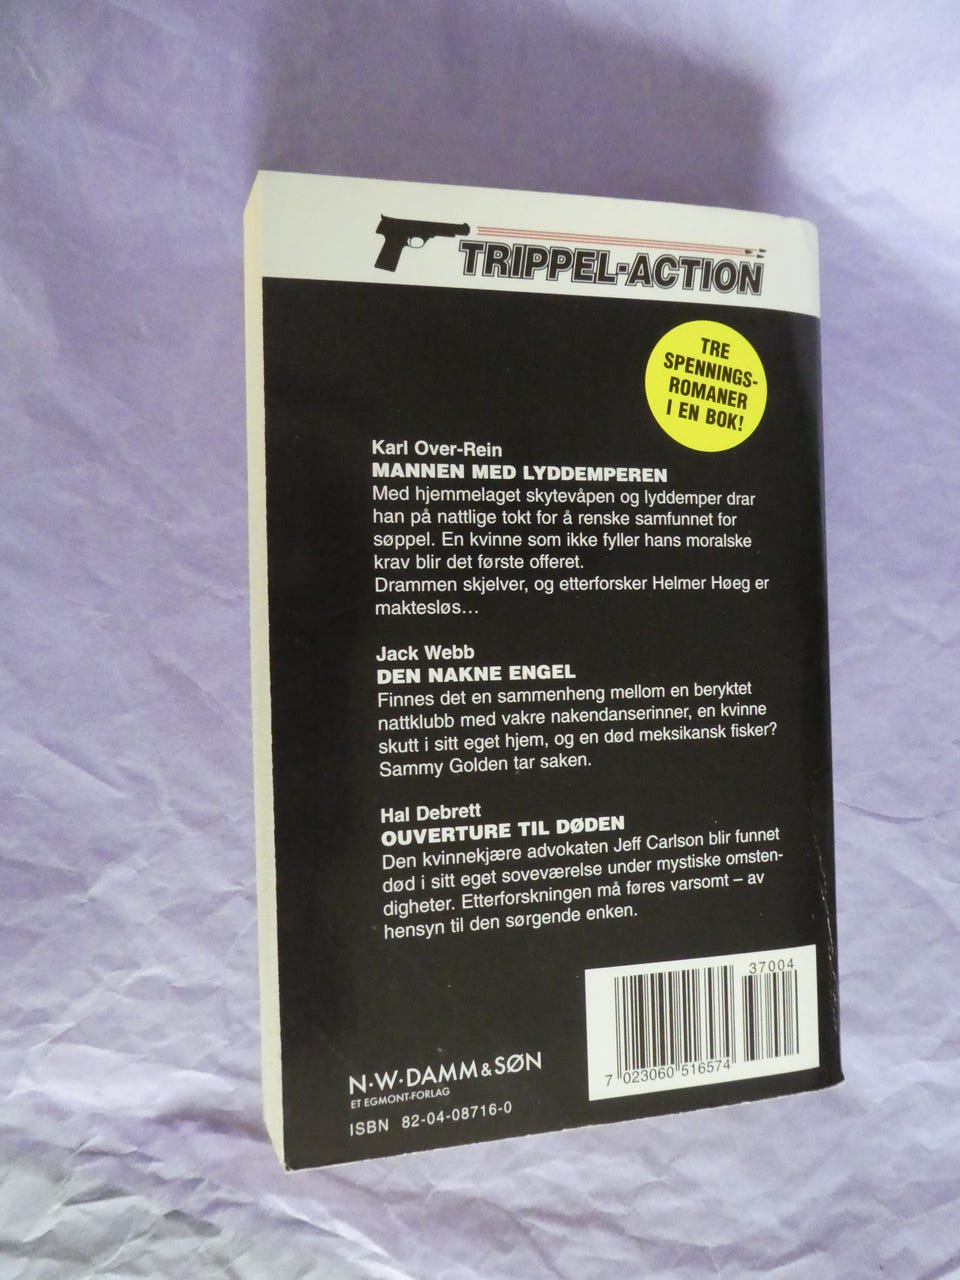 TRIPPEL-ACTION
TRE
SPENNINGS-
ROMANER
I EN BOK!
Karl Over-Rein
MANNEN MED LYDDEMPEREN
Med hjemmelaget skytevåpen og lyddemper drar
han på nattlige tokt for å renske samfunnet for
søppel. En kvinne som ikke fyller hans moralske
krav blir det første offeret.
Drammen skjelver, og etterforsker Helmer Høeg er
maktesløs...
Jack Webb
DEN NAKNE ENGEL
Finnes det en sammenheng mellom en beryktet
nattklubb med vakre nakendanserinner, en kvinne
skutt i sitt eget hjem, og en død meksikansk fisker?
Sammy Golden tar saken.
Hal Debrett
OUVERTURE TIL DØDEN
Den kvinnekjære advokaten Jeff Carlson blir funnet
død i sitt eget soveværelse under mystiske omsten-
digheter. Etterforskningen må føres varsomt – av
hensyn til den sørgende enken.
37004
7 023060 516574
N·W·DAMM & SØN
ET EGMONT-FORLAG
ISBN 82-04-08716-0